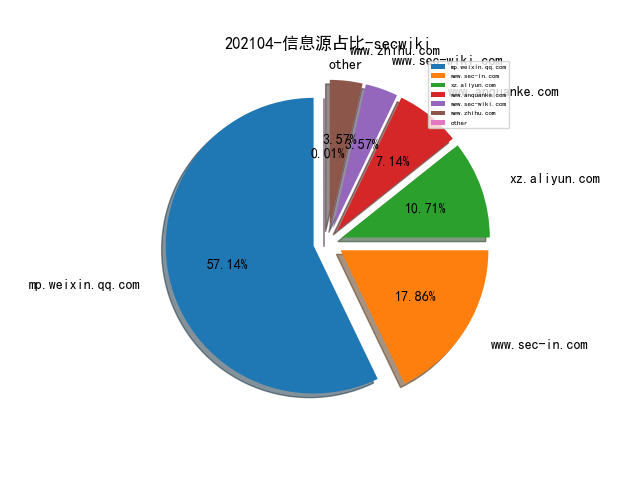 202104-信息源占比-secwiki
www.zhihu.com
www.sec-wiki.com
other
www.anquanke.com
mp.weixin.qq.com
www.sec-in.com
xz.aliyun.com
www.anquanke.com
www.sec-wiki.com
www.zhihu.com
other
3.57%
3.57%
0.01%
7.14%
xz.aliyun.com
10.71%
57.14%
mp.weixin.qq.com
17.86%
www.sec-in.com